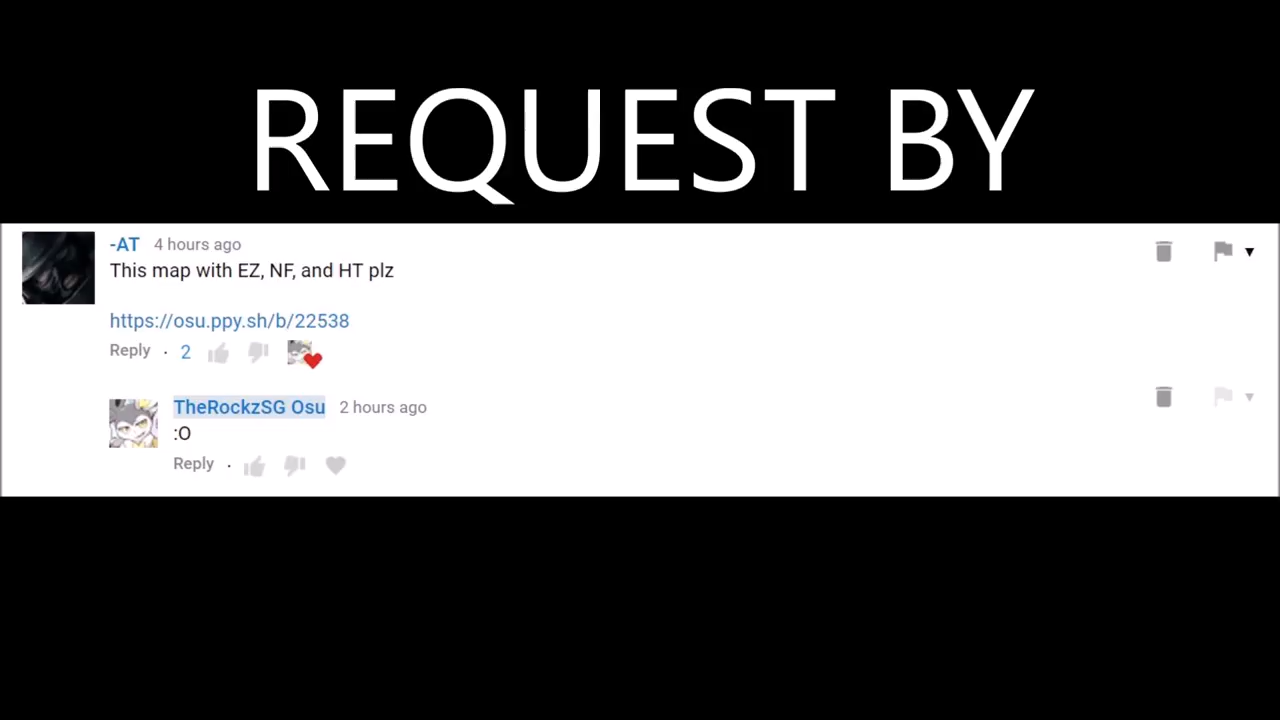 REQUEST BY
-AT 4 hours ago
This map with EZ, NF, and HT plz
https://osu.ppy.sh/b/22538
Reply · 2
TheRockzSG Osu 2 hours ago
:O
Reply ·